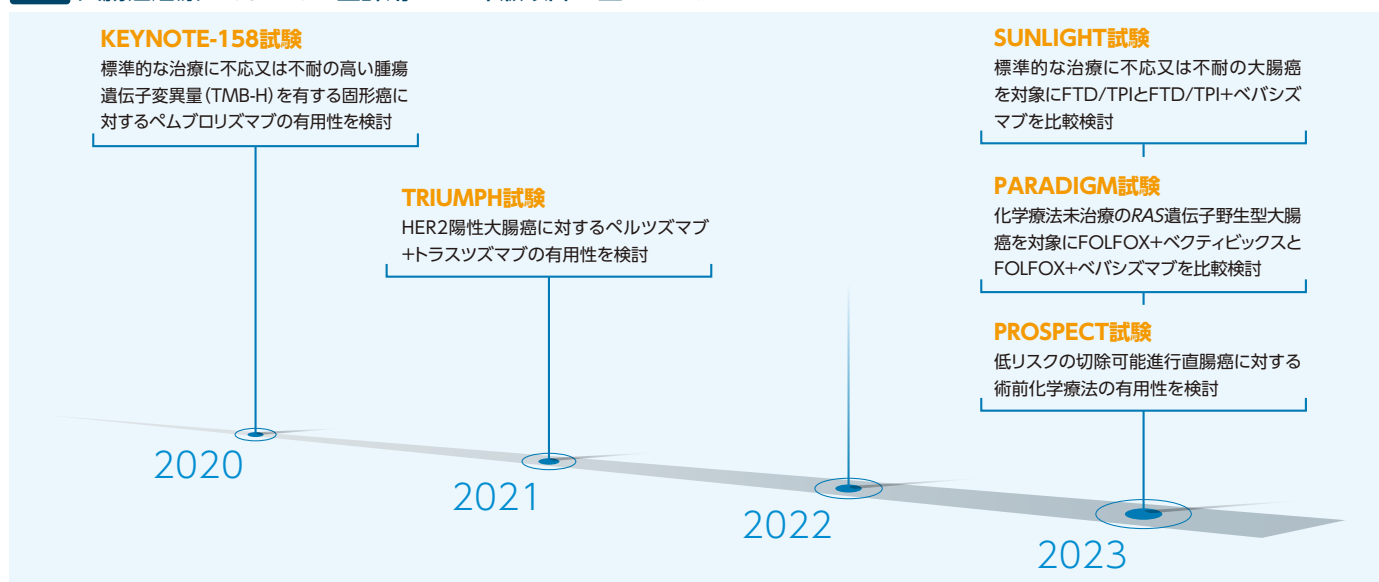 KEYNOTE-158試験
標準的な治療に不応又は不耐の高い腫瘍
遺伝子変異量(TMB-H)を有する固形癌に
対するペムブロリズマブの有用性を検討
TRIUMPH試験
HER2陽性大腸癌に対するペルツズマブ
+トラスツズマブの有用性を検討
SUNLIGHT試験
標準的な治療に不応又は不耐の大腸癌
を対象にFTD/TPIとFTD/TPI+ベバシズ
マブを比較検討
PARADIGM試験
化学療法未治療のRAS遺伝子野生型大腸
癌を対象にFOLFOX+ベクティビックスと
FOLFOX+ベバシズマブを比較検討
PROSPECT試験
低リスクの切除可能進行直腸癌に対する
術前化学療法の有用性を検討
2020
2021
2022
2023